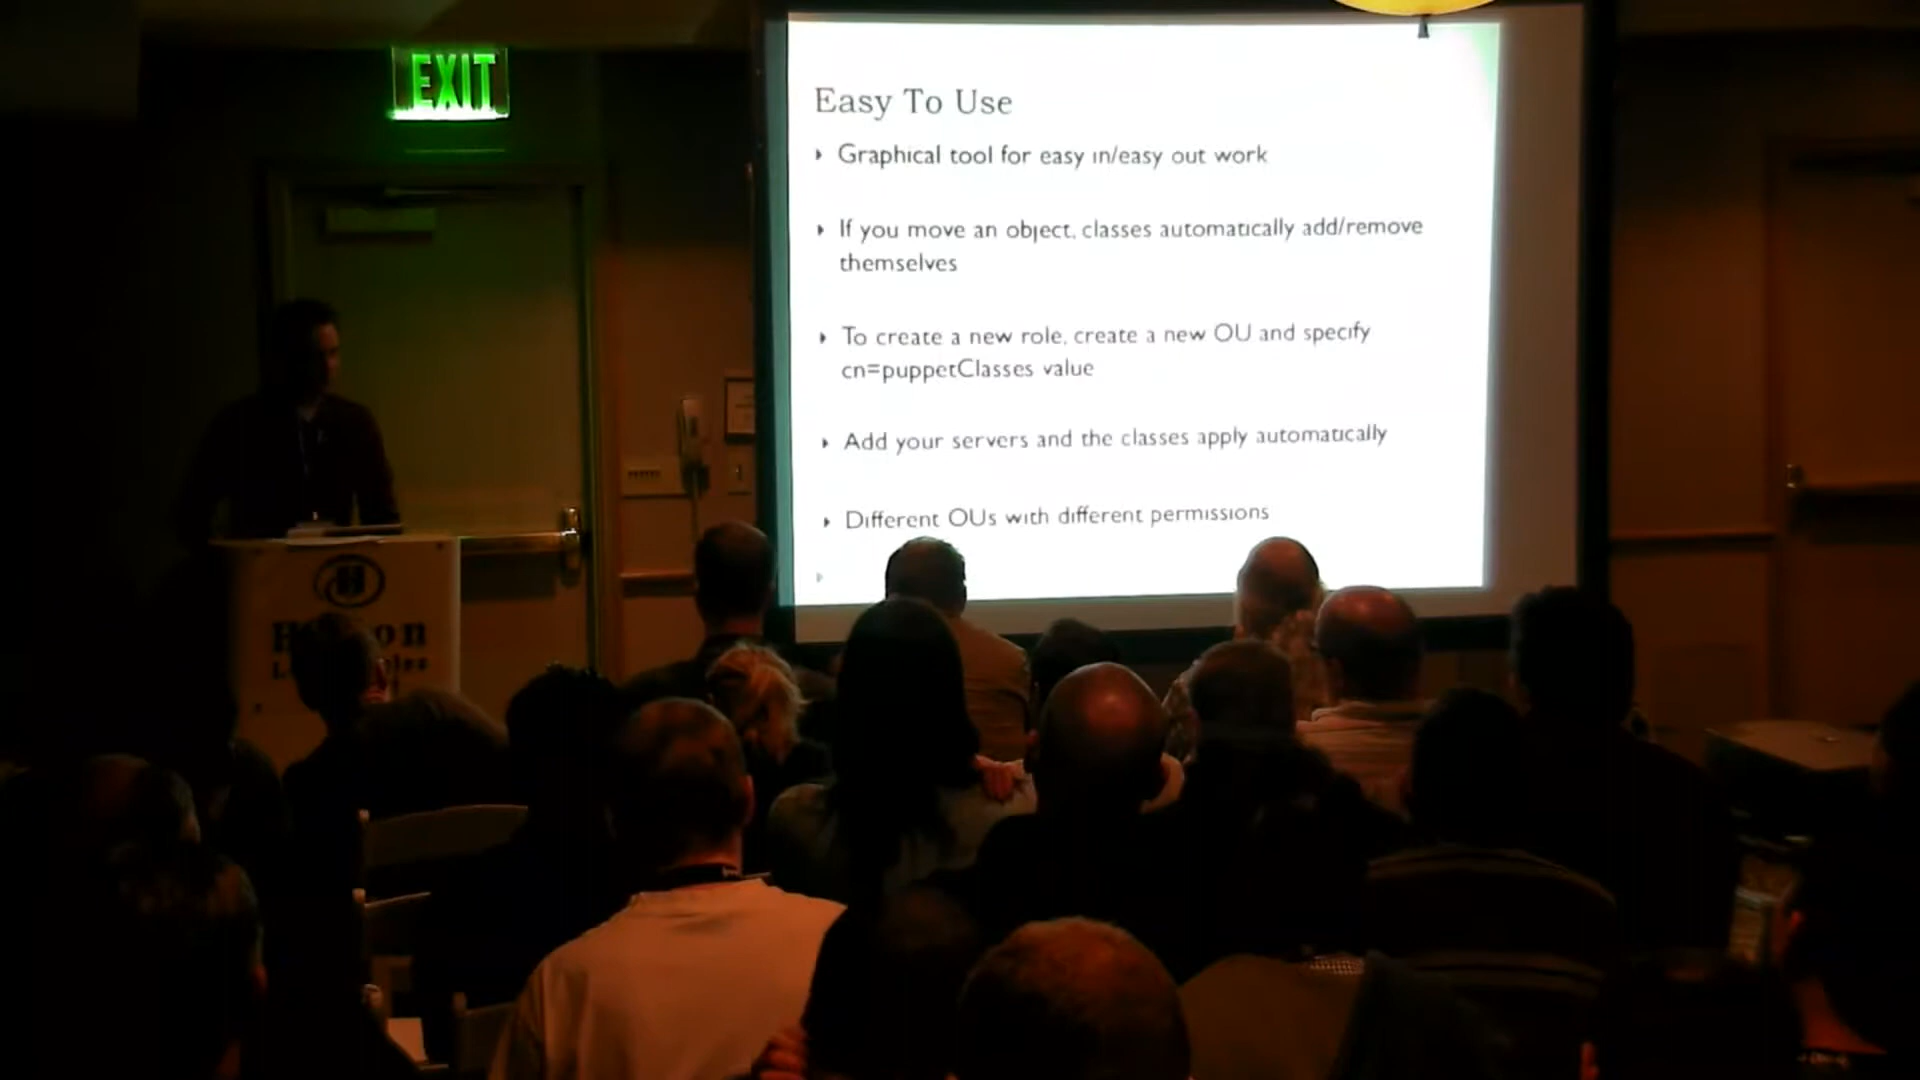 EXIT
Easy To Use
Graphical tool for easy in/easy out work
If you move an object, classes automatically add/remove
themselves
To create a new role, create a new OU and specify
cn=puppetClasses value
Add your servers and the classes apply automatically
Different OUs with different permissions